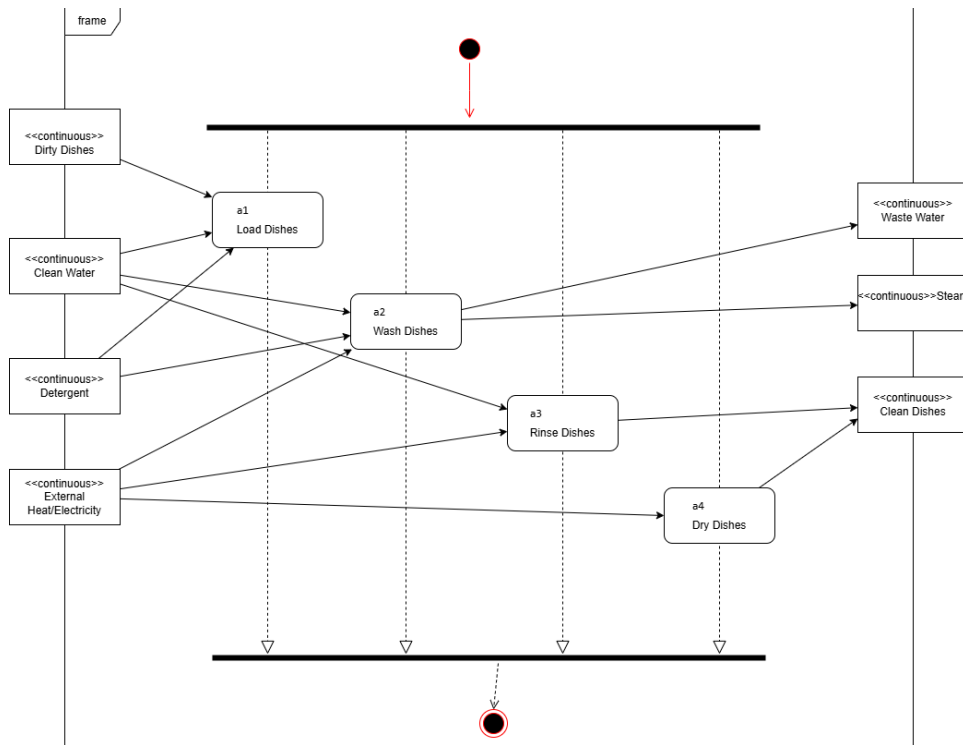 frame
<<continuous>>
Dirty Dishes
<<continuous>>
Clean Water
<<continuous>>
Detergent
<<continuous>>
External
Heat/Electricity
a1
Load Dishes
a2
Wash Dishes
a3
Rinse Dishes
a4
Dry Dishes
<<continuous>>
Waste Water
<<continuous>>Steam
<<continuous>>
Clean Dishes